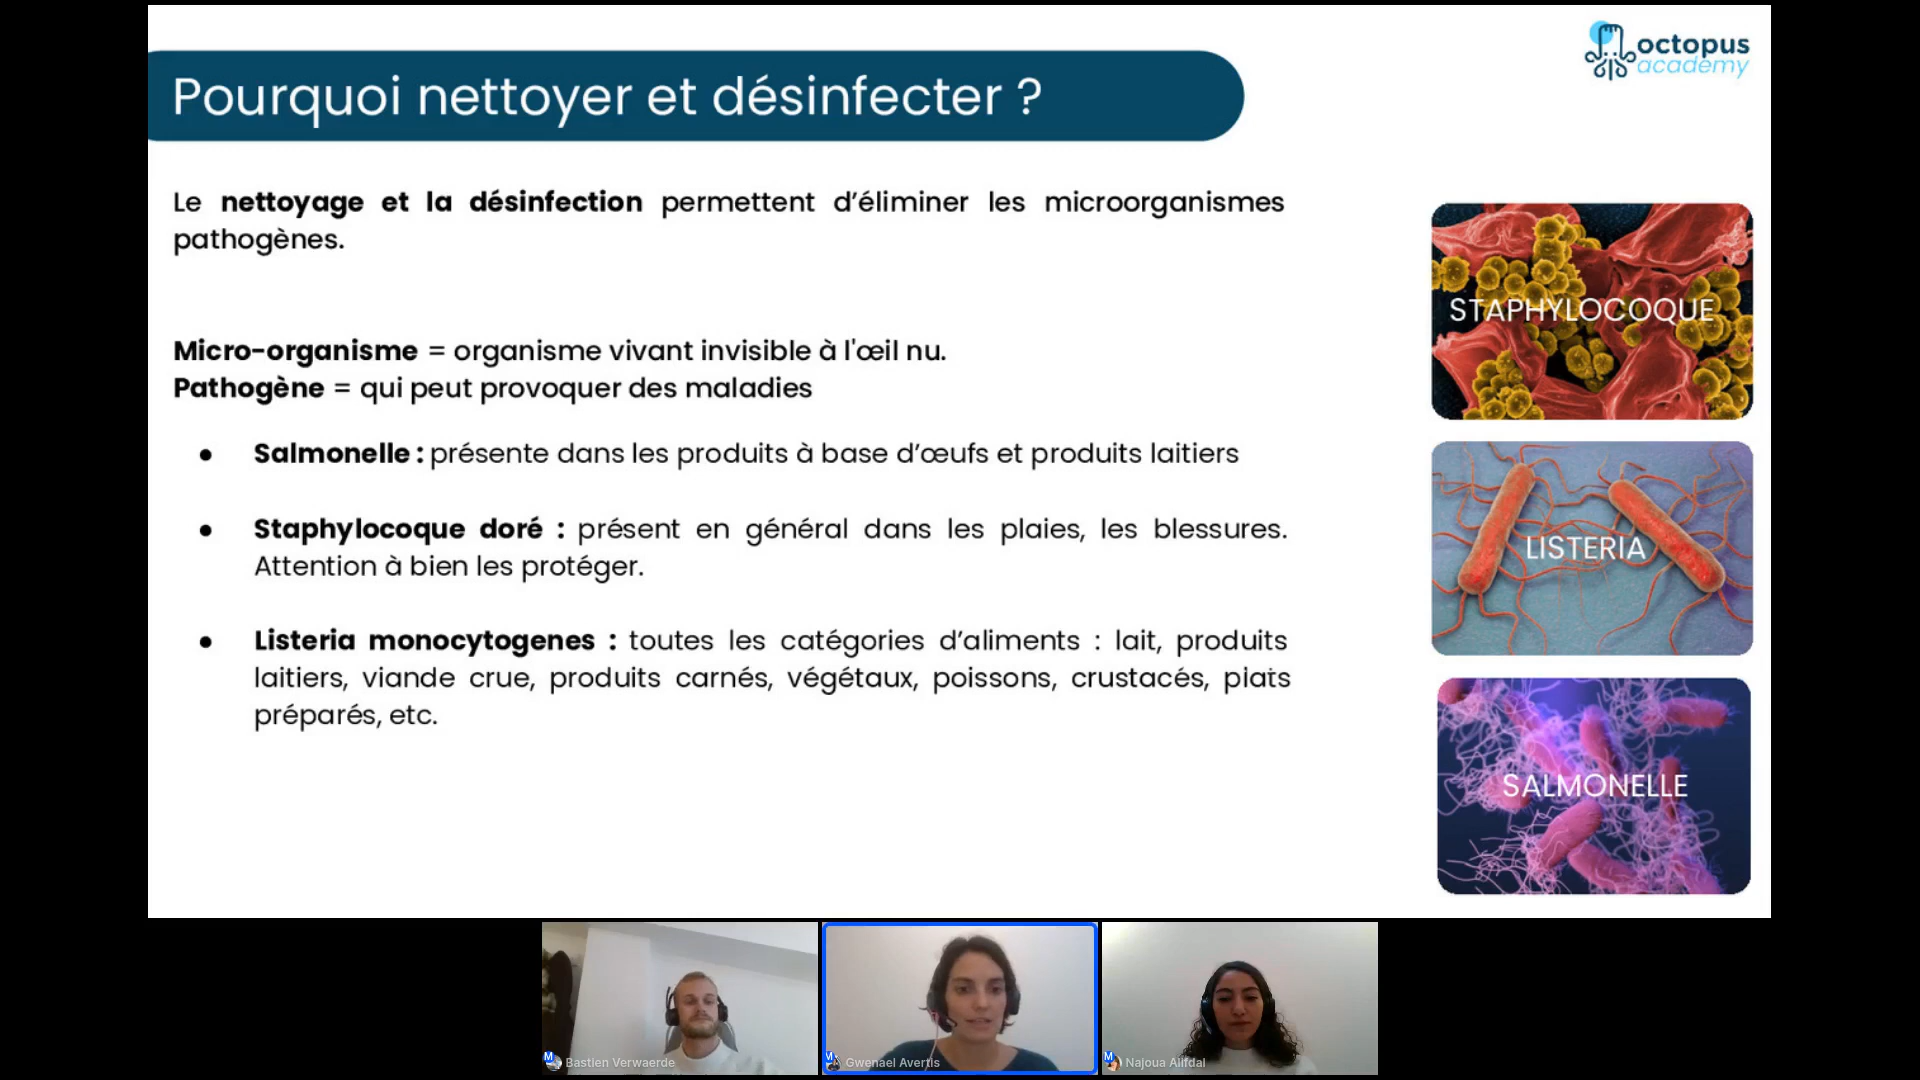 octopus
academy
Pourquoi nettoyer et désinfecter ?
Le nettoyage et la désinfection permettent d’éliminer les microorganismes
pathogènes.
Micro-organisme = organisme vivant invisible à l'œil nu.
Pathogène = qui peut provoquer des maladies
● Salmonelle : présente dans les produits à base d’œufs et produits laitiers
● Staphylocoque doré : présent en général dans les plaies, les blessures.
Attention à bien les protéger.
● Listeria monocytogenes : toutes les catégories d’aliments : lait, produits
laitiers, viande crue, produits carnés, végétaux, poissons, crustacés, plats
préparés, etc.
STAPHYLOCOQUE
LISTERIA
SALMONELLE
Bastien Verwaerde
Gwenael Avertis
Najoua Alifdal